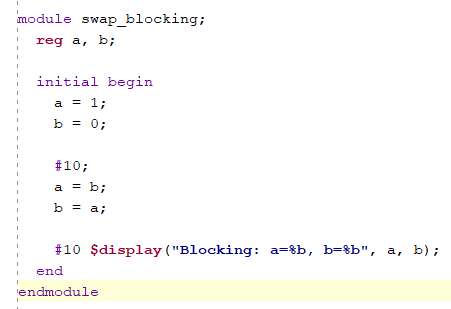 module swap_blocking;
reg a, b;
initial begin
a = 1;
b = 0;
#10;
a = b;
b = a;
#10 $display("Blocking: a=%b, b=%b", a, b);
end
endmodule